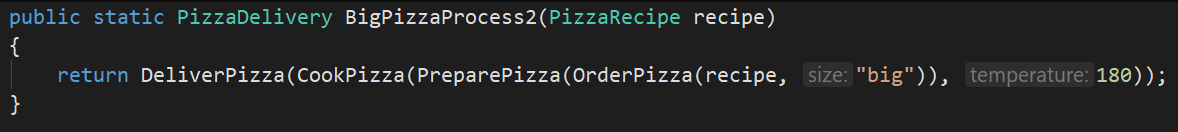 public static PizzaDelivery BigPizzaProcess2(PizzaRecipe recipe)
{
    return DeliverPizza(CookPizza(PreparePizza(OrderPizza(recipe, size: "big")), temperature: 180));
}